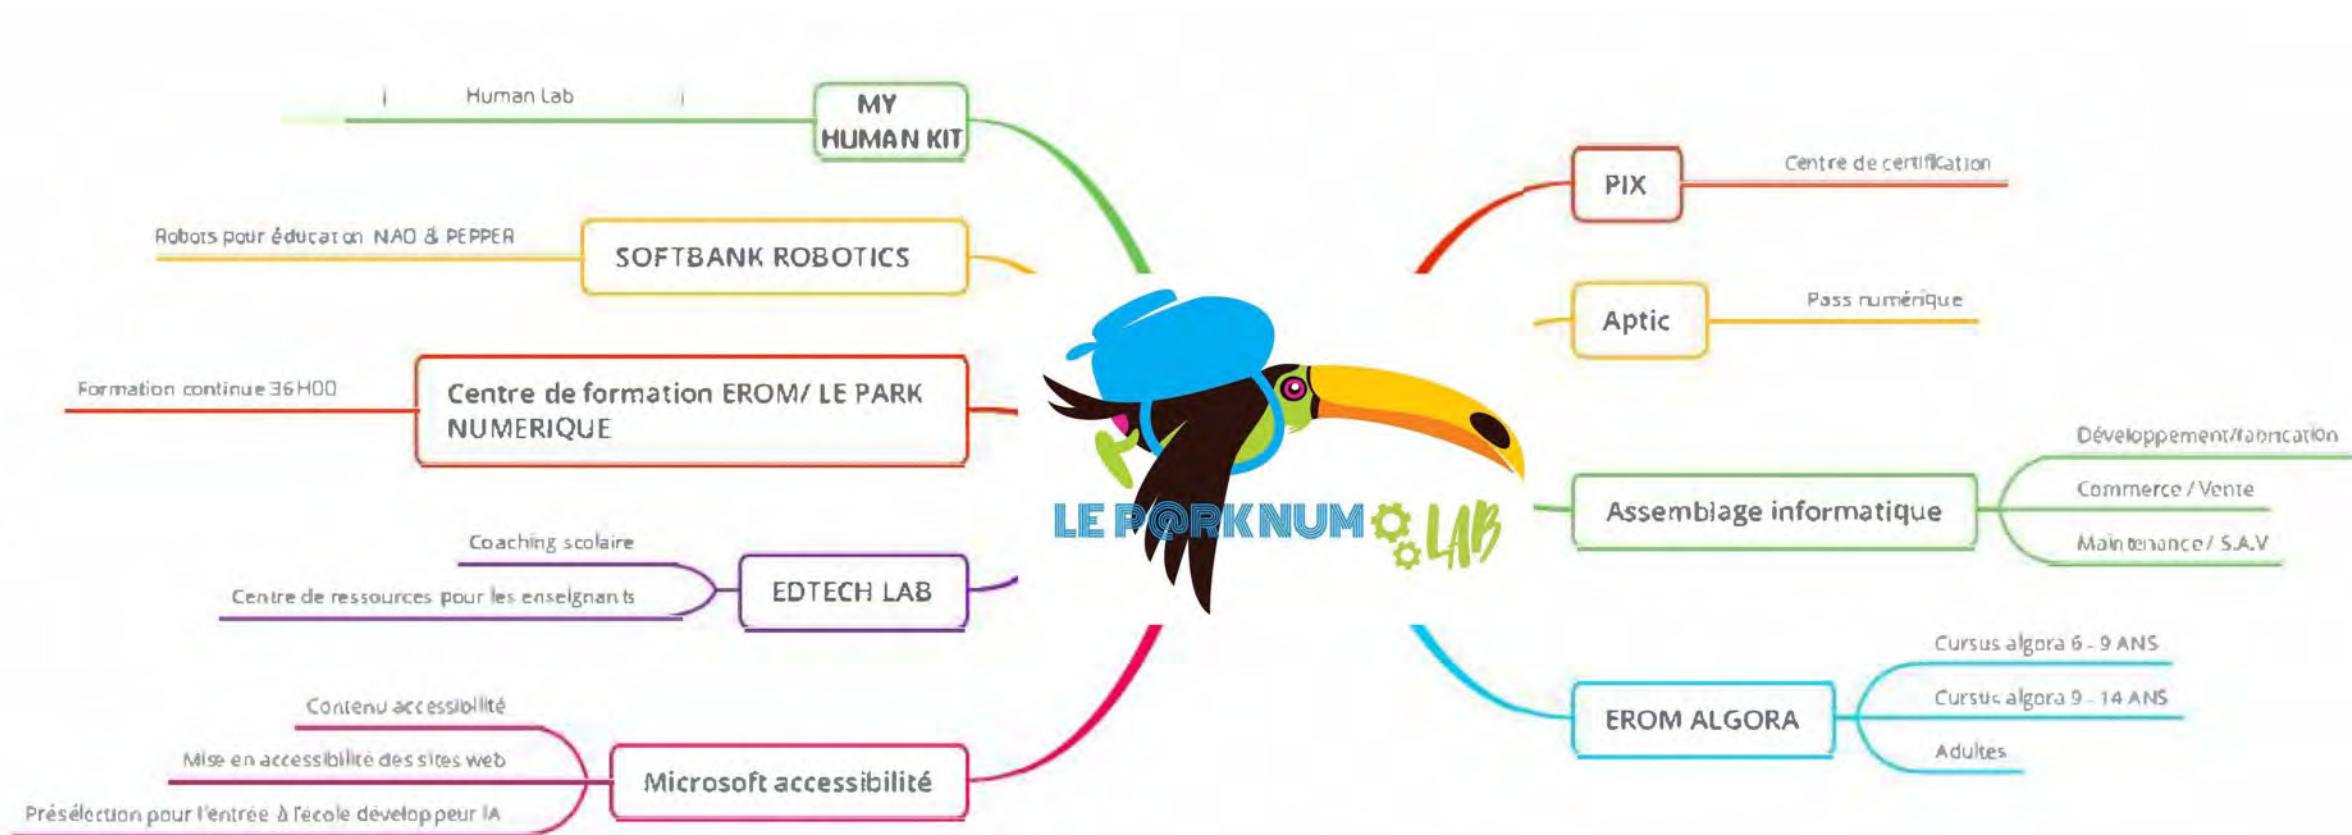 Human Lab
MY
HUMAN KIT
Robots pour éducation NAO & PEPPER
SOFTBANK ROBOTICS
Formation continue 36H00
Centre de formation EROM/ LE PARK
NUMERIQUE
Coaching scolaire
Centre de ressources pour les enseignants
EDTECH LAB
Contenu accessibilité
Mise en accessibilité des sites web
Présélection pour l'entrée à l'école développeur IA
Microsoft accessibilité
LE P@RKNUM LAB
PIX
Centre de certification
Aptic
Pass numérique
Assemblage informatique
Développement/fabrication
Commerce / Vente
Maintenance / S.A.V
EROM ALGORA
Cursus algora 6 - 9 ANS
Cursus algora 9 - 14 ANS
Adultes